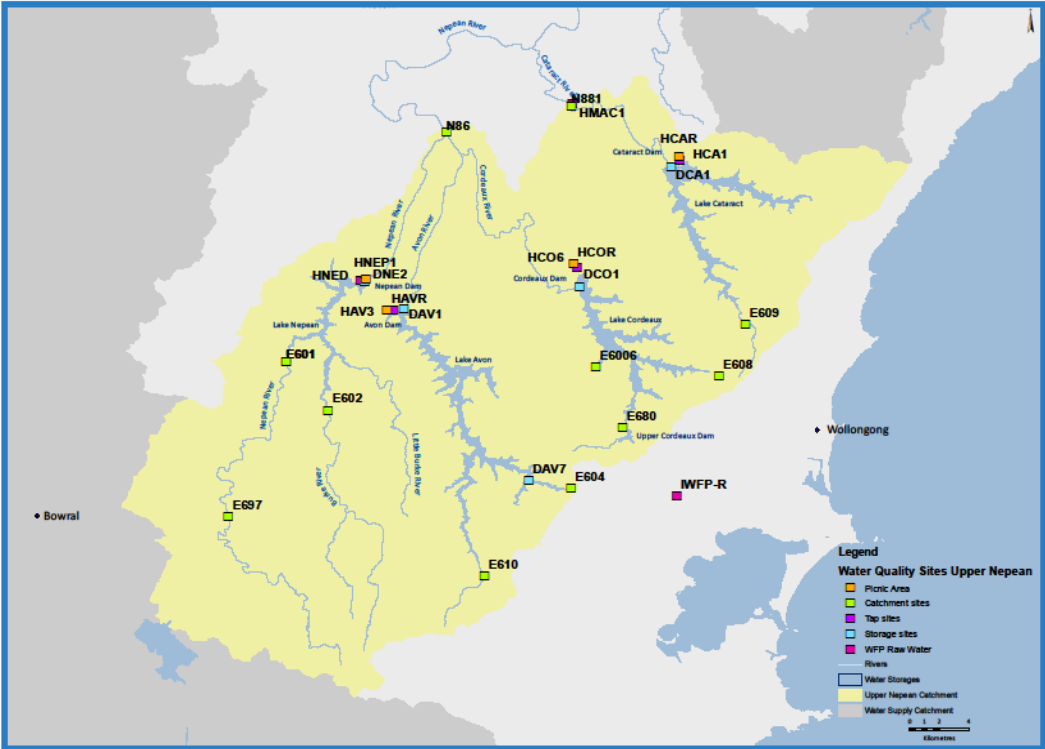 Nepean River
Cataract River
N881
HMAC1
N86
HCAR
HCA1
Cataract Dam
DCA1
Lake Cataract
Cordeaux River
Nepean River
Avon River
HCO6
HCOR
DCO1
Cordeaux Dam
HNEP1
HNED
DNE2
Nepean Dam
HAVR
HAV3
DAV1
Avon Dam
Lake Nepean
Lake Cordeaux
E609
E601
Lake Avon
E6006
E608
Nepean River
E602
E680
Upper Cordeaux Dam
Wollongong
Little Burke River
Burke River
DAV7
E604
IWFP-R
E697
Bowral
E610
Legend
Water Quality Sites Upper Nepean
Picnic Area
Catchment sites
Tap sites
Storage sites
WFP Raw Water
Rivers
Water Storages
Upper Nepean Catchment
Water Supply Catchment
0 1 2 4
Kilometres